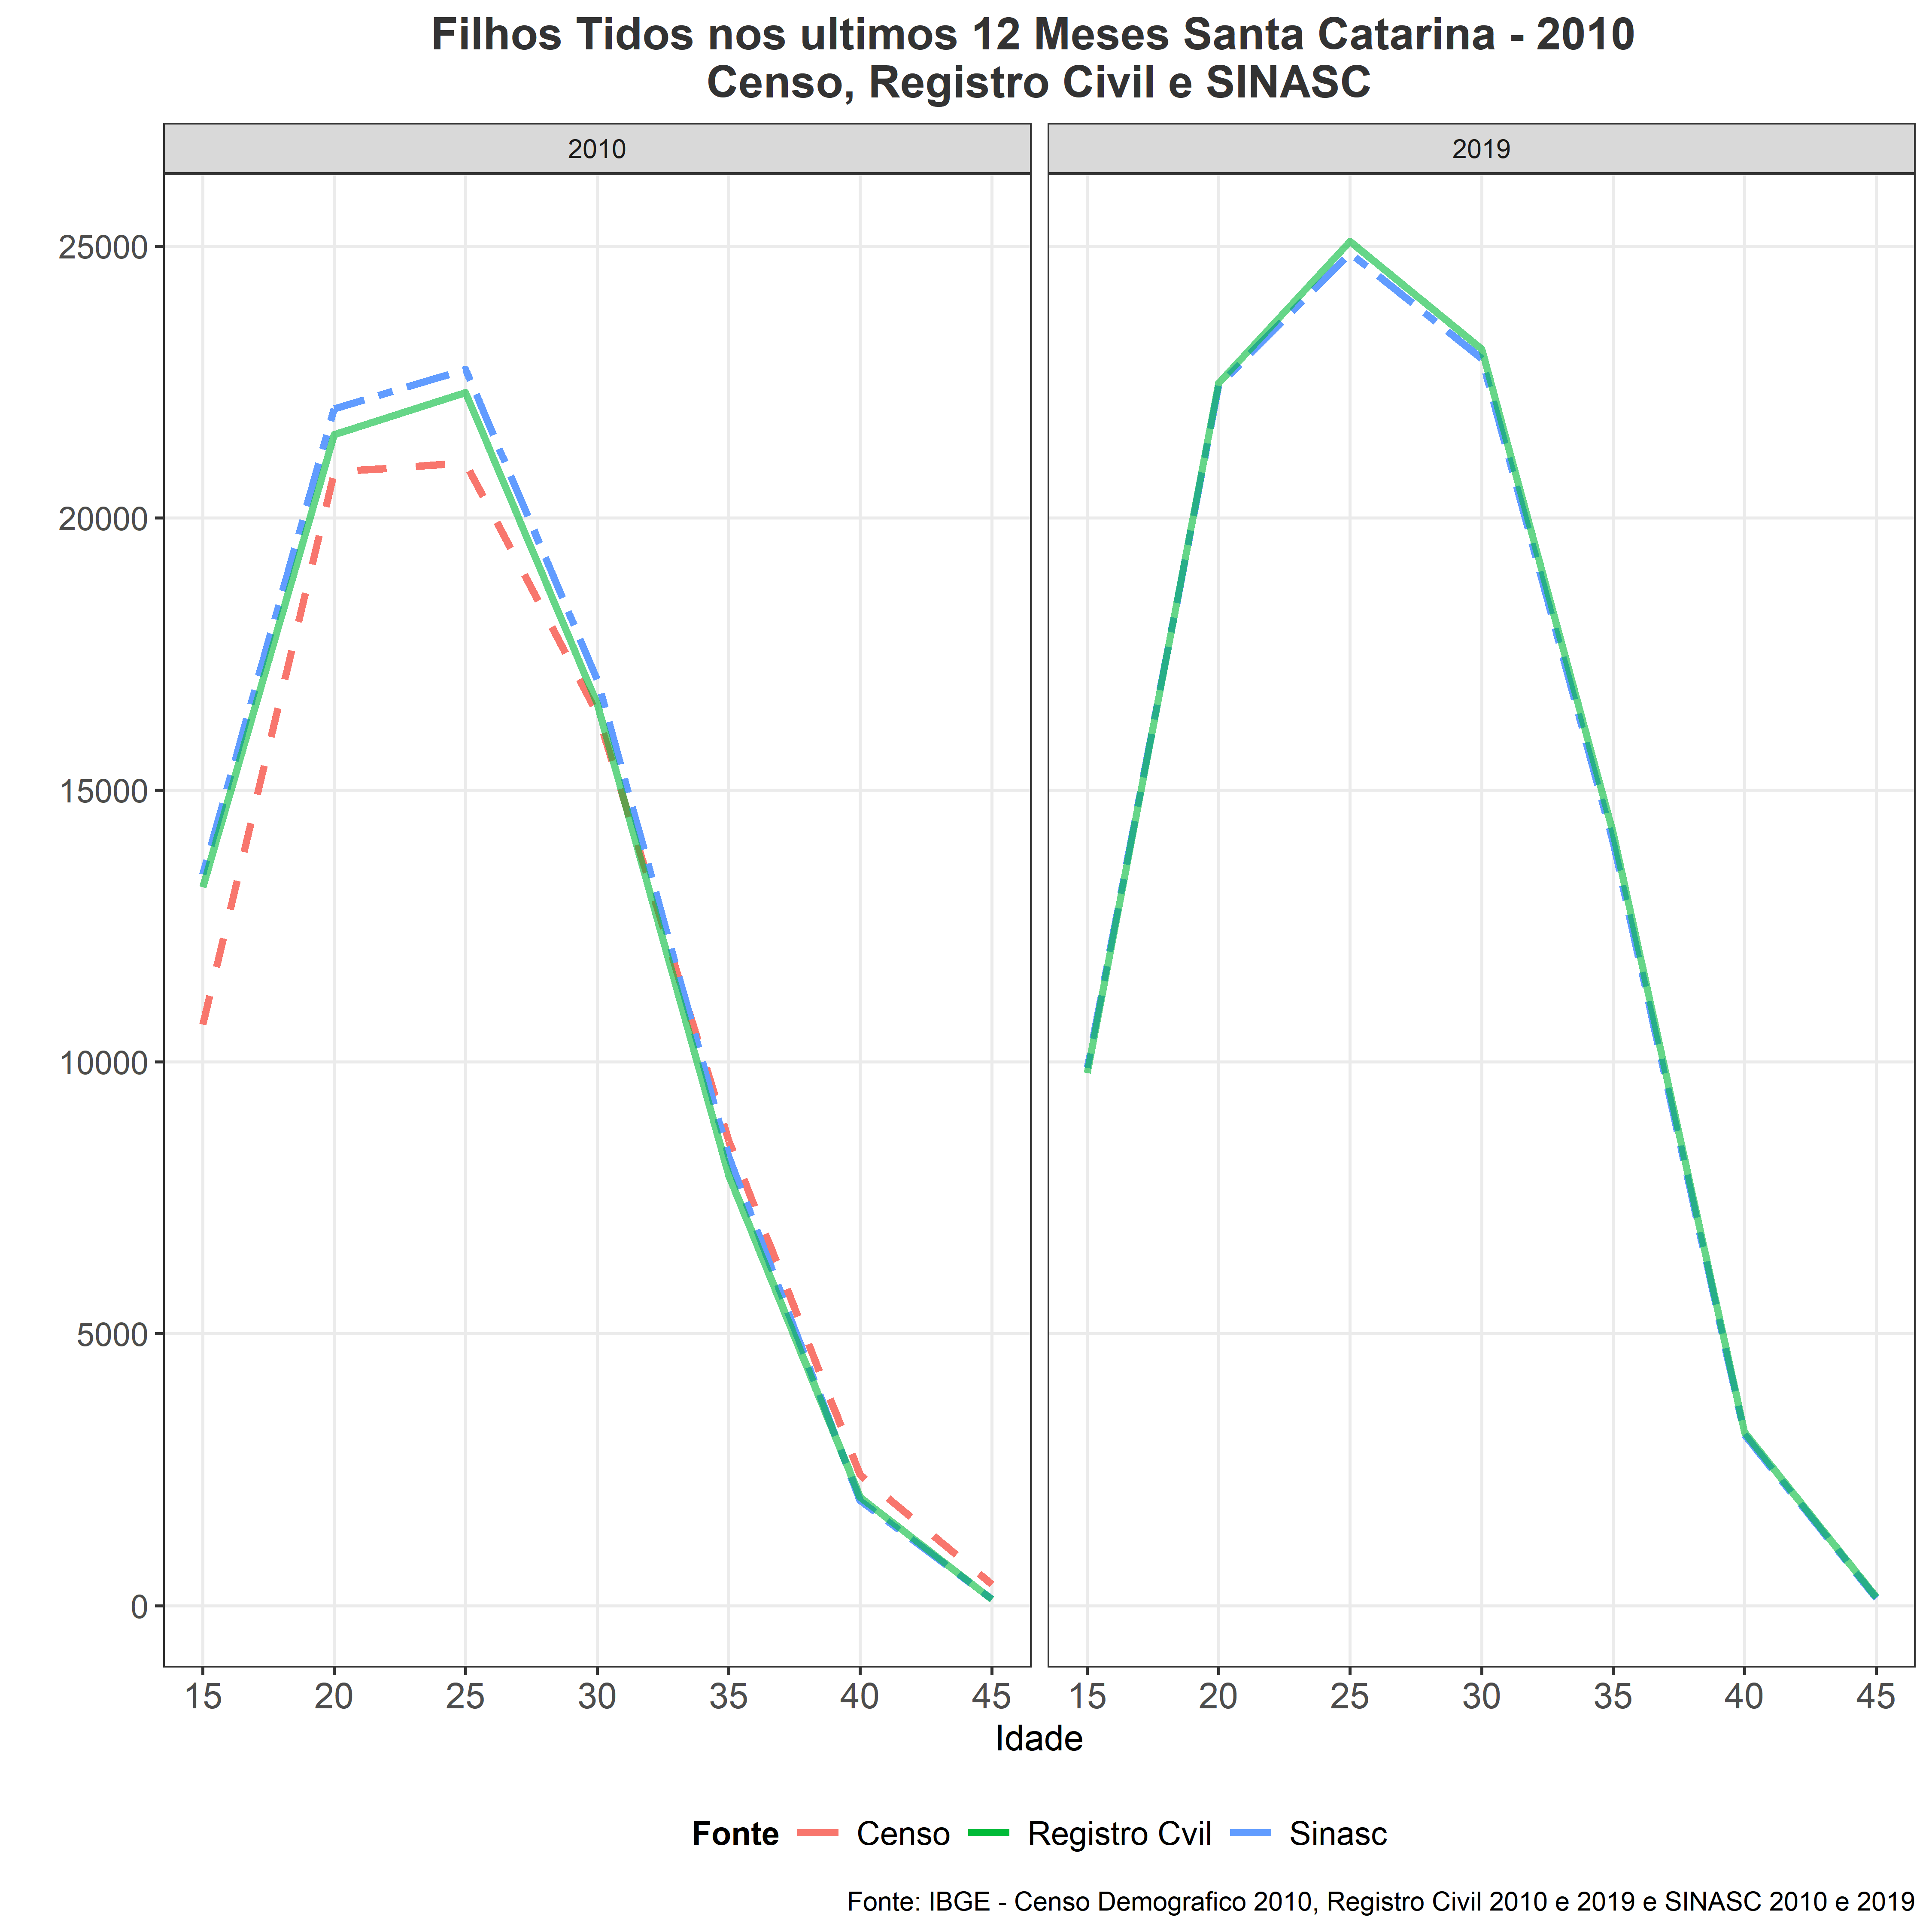 Filhos Tidos nos ultimos 12 Meses Santa Catarina - 2010
Censo, Registro Civil e SINASC
2010 2019
25000
20000
15000
10000
5000
0
15 20 25 30 35 40 45 15 20 25 30 35 40 45
Idade
Fonte Censo Registro Cvil Sinasc
Fonte: IBGE - Censo Demografico 2010, Registro Civil 2010 e 2019 e SINASC 2010 e 2019